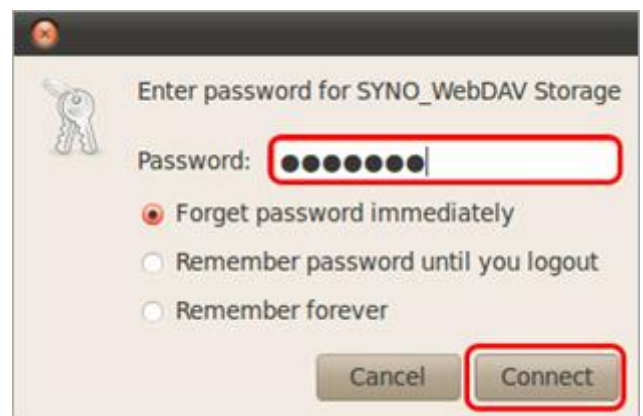 Enter password for SYNO_WebDAV Storage
Password: ●●●●●●●
Forget password immediately
Remember password until you logout
Remember forever
Cancel Connect